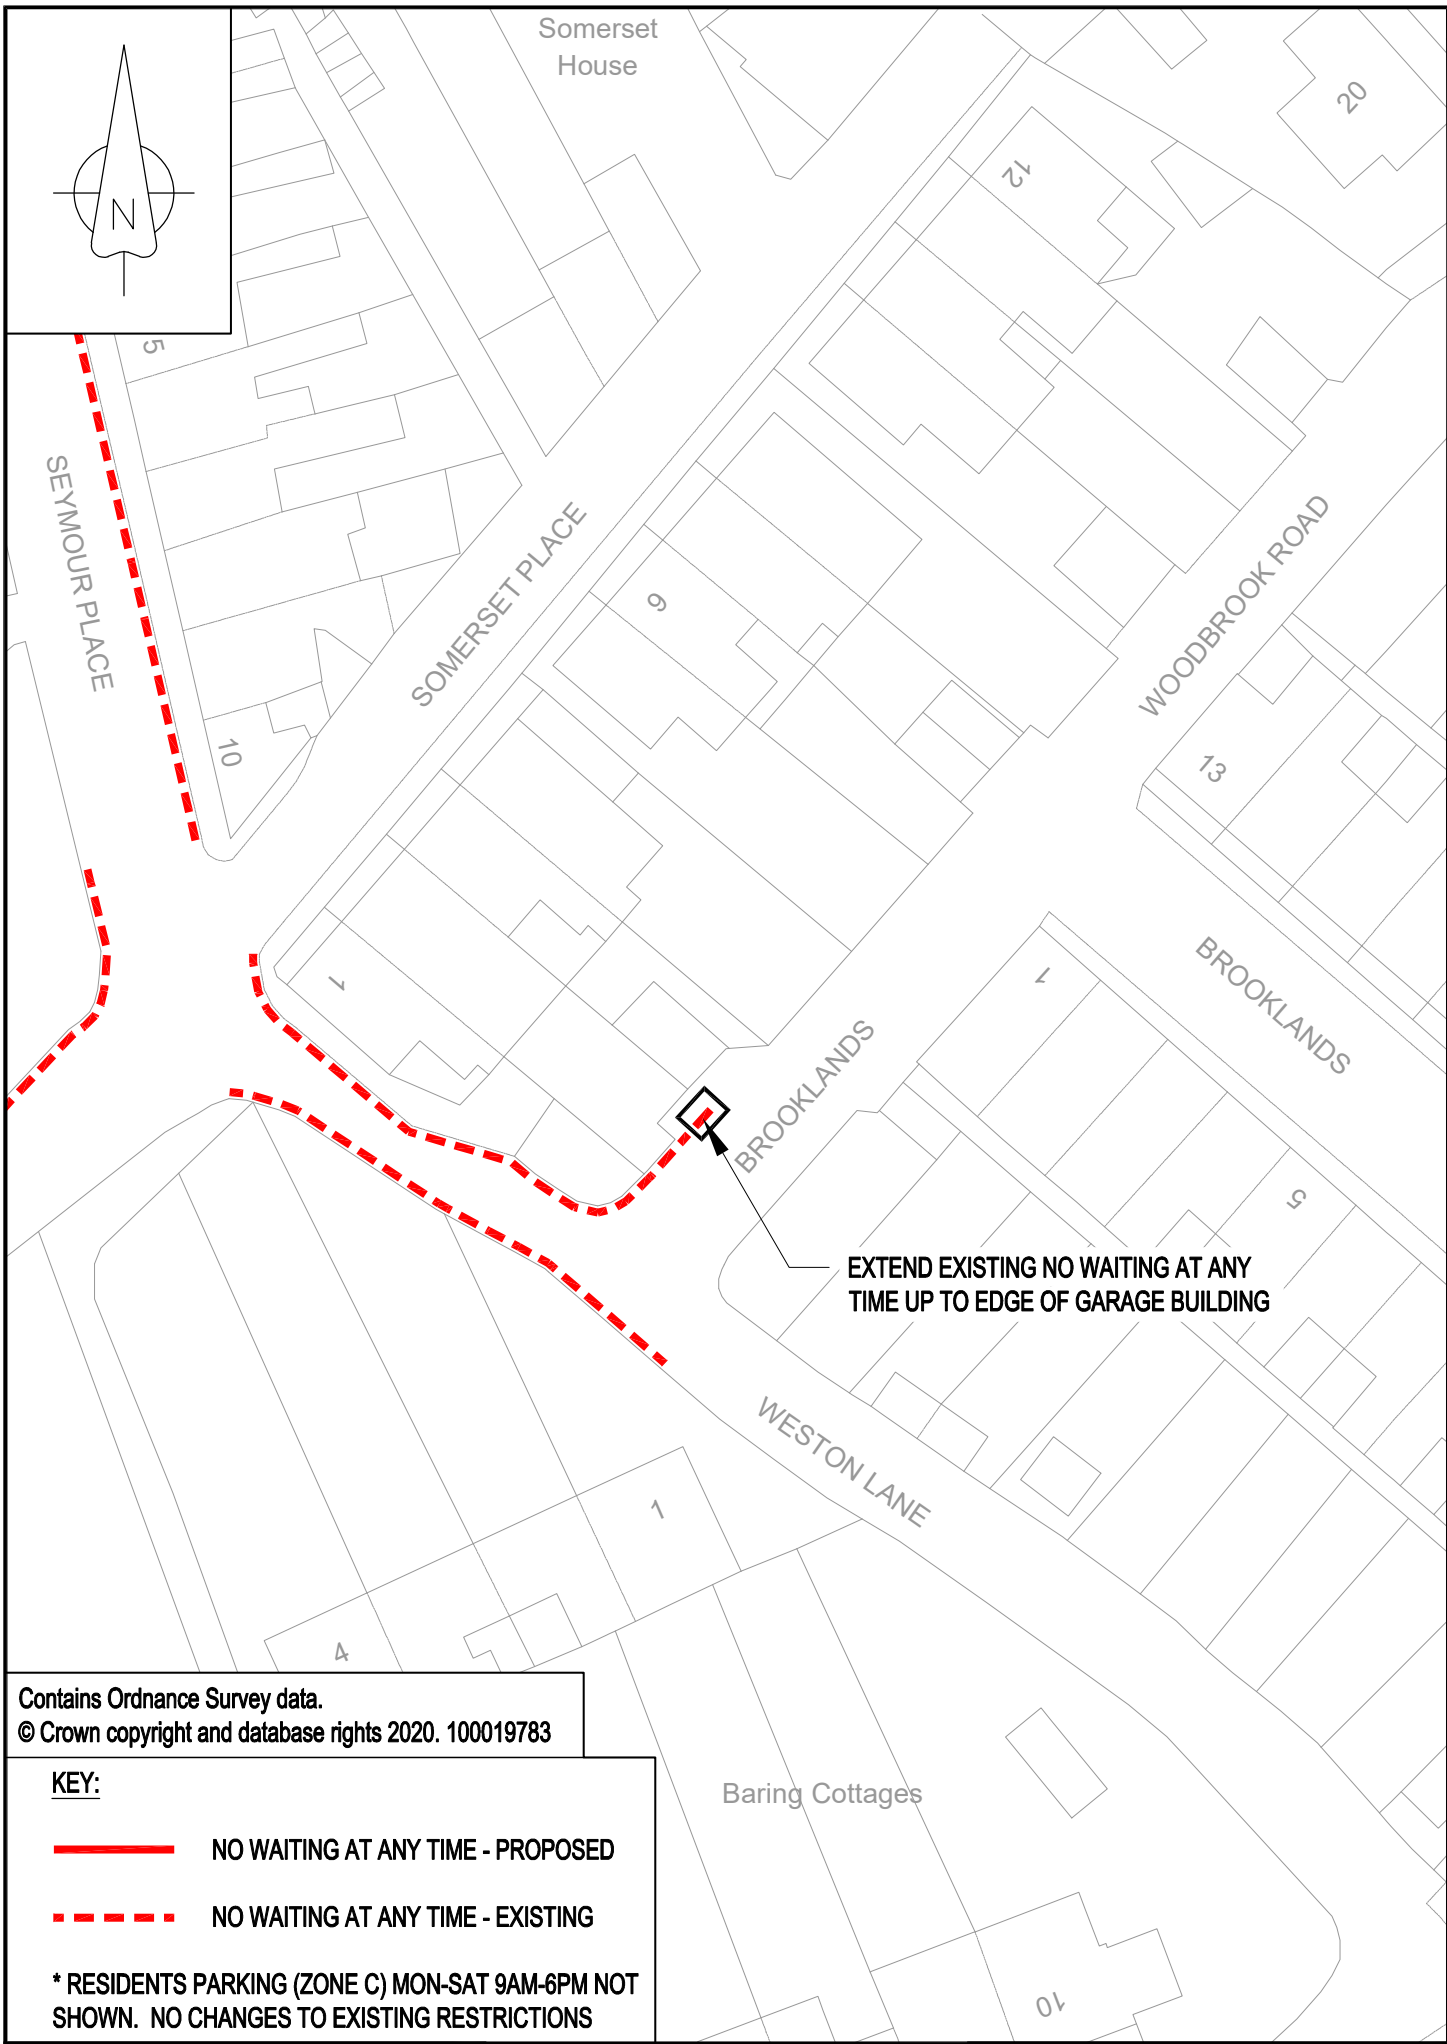 Somerset
House
N
20
12
5
SEYMOUR PLACE
SOMERSET PLACE
WOODBROOK ROAD
9
10
13
1
1
BROOKLANDS
BROOKLANDS
5
EXTEND EXISTING NO WAITING AT ANY
TIME UP TO EDGE OF GARAGE BUILDING
WESTON LANE
1
4
Contains Ordnance Survey data.
© Crown copyright and database rights 2020. 100019783
KEY:
Baring Cottages
NO WAITING AT ANY TIME - PROPOSED
NO WAITING AT ANY TIME - EXISTING
* RESIDENTS PARKING (ZONE C) MON-SAT 9AM-6PM NOT
SHOWN. NO CHANGES TO EXISTING RESTRICTIONS
10